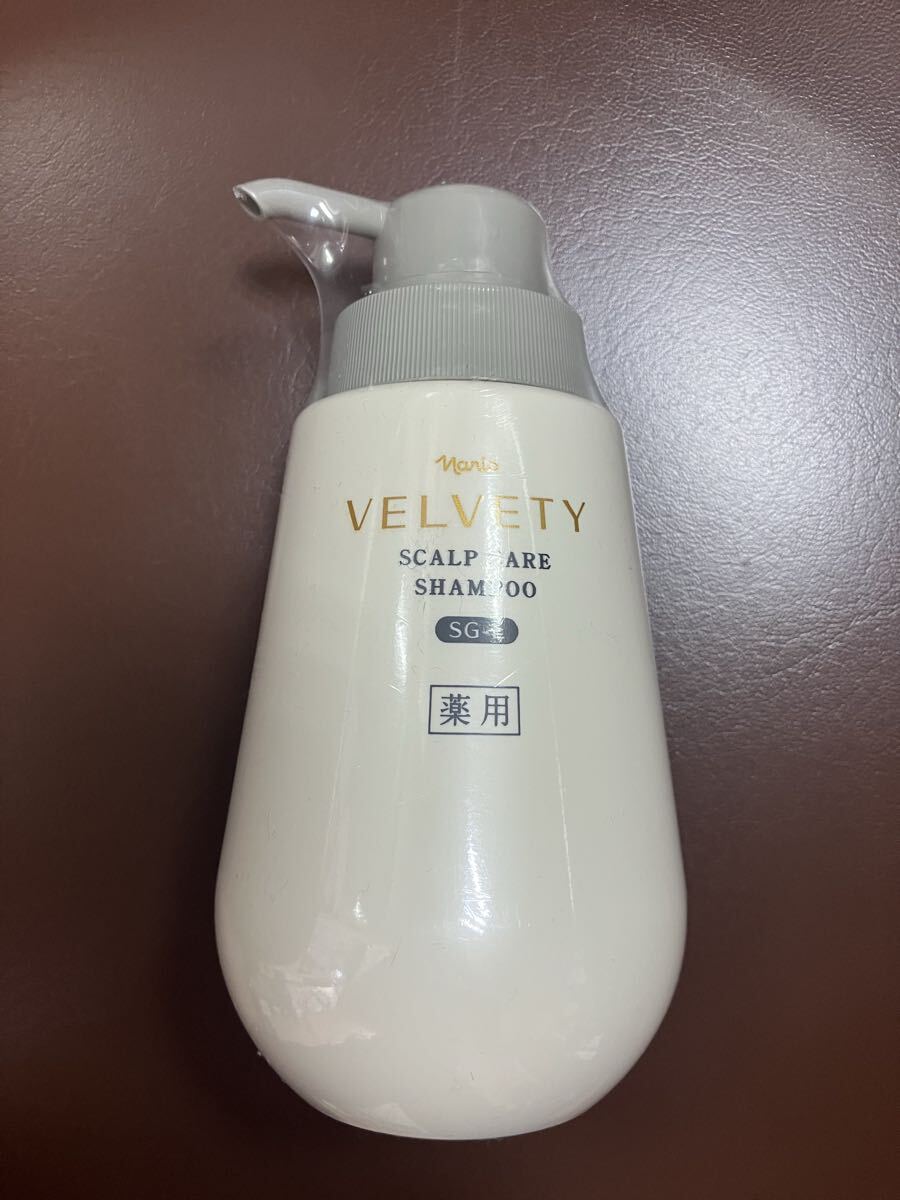 Naris
VELVETY
SCALP CARE
SHAMPOO
SG
薬用